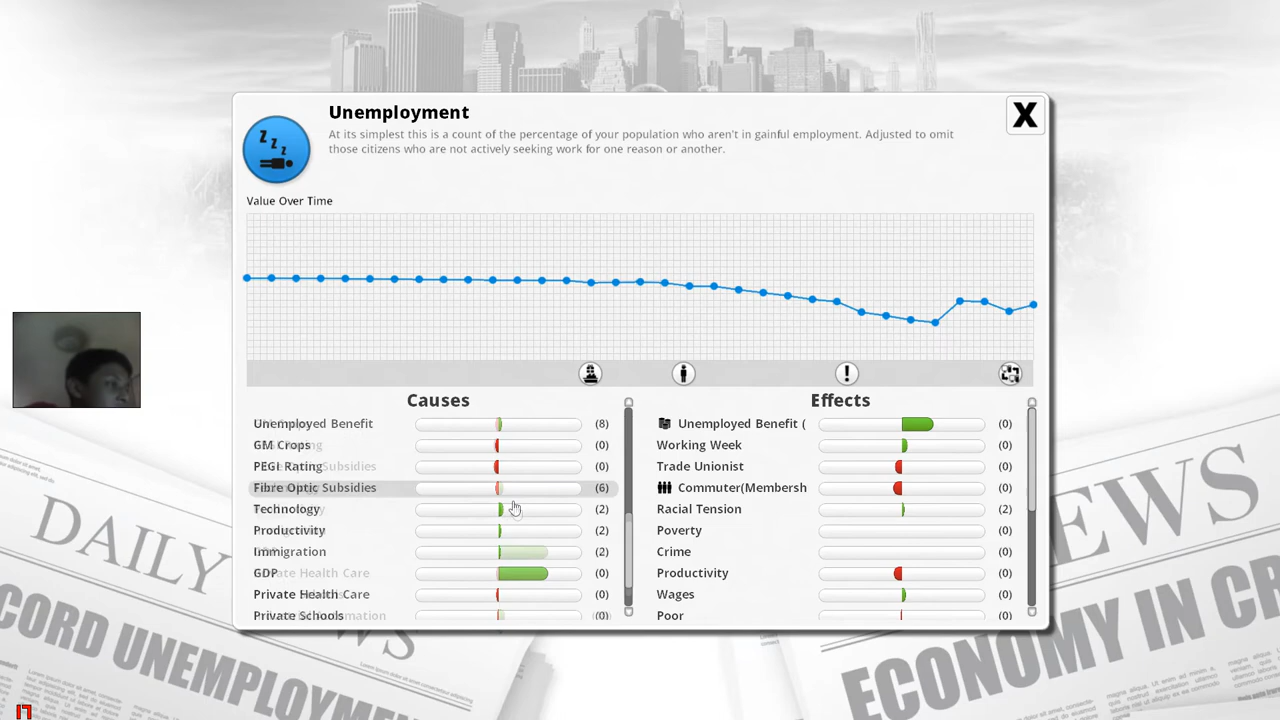 Unemployment
X
At its simplest this is a count of the percentage of your population who aren't in gainful employment. Adjusted to omit
those citizens who are not actively seeking work for one reason or another.
Value Over Time
Causes
Effects
Unemployed Benefit (8)
Unemployed Benefit ( (0)
GM Crops (0)
Working Week (0)
PEGI Rating (0)
Trade Unionist (0)
Fibre Optic Subsidies (6)
Commuter(Membersh (0)
Technology (2)
Racial Tension (2)
Productivity (2)
Poverty (0)
Immigration (2)
Crime (0)
GDP (0)
Productivity (0)
Private Health Care (0)
Wages (0)
Private Schools (0)
Poor (0)
DAILY NEWS
NEWS
CORD UNEMPLOYM
ECONOMY IN CR